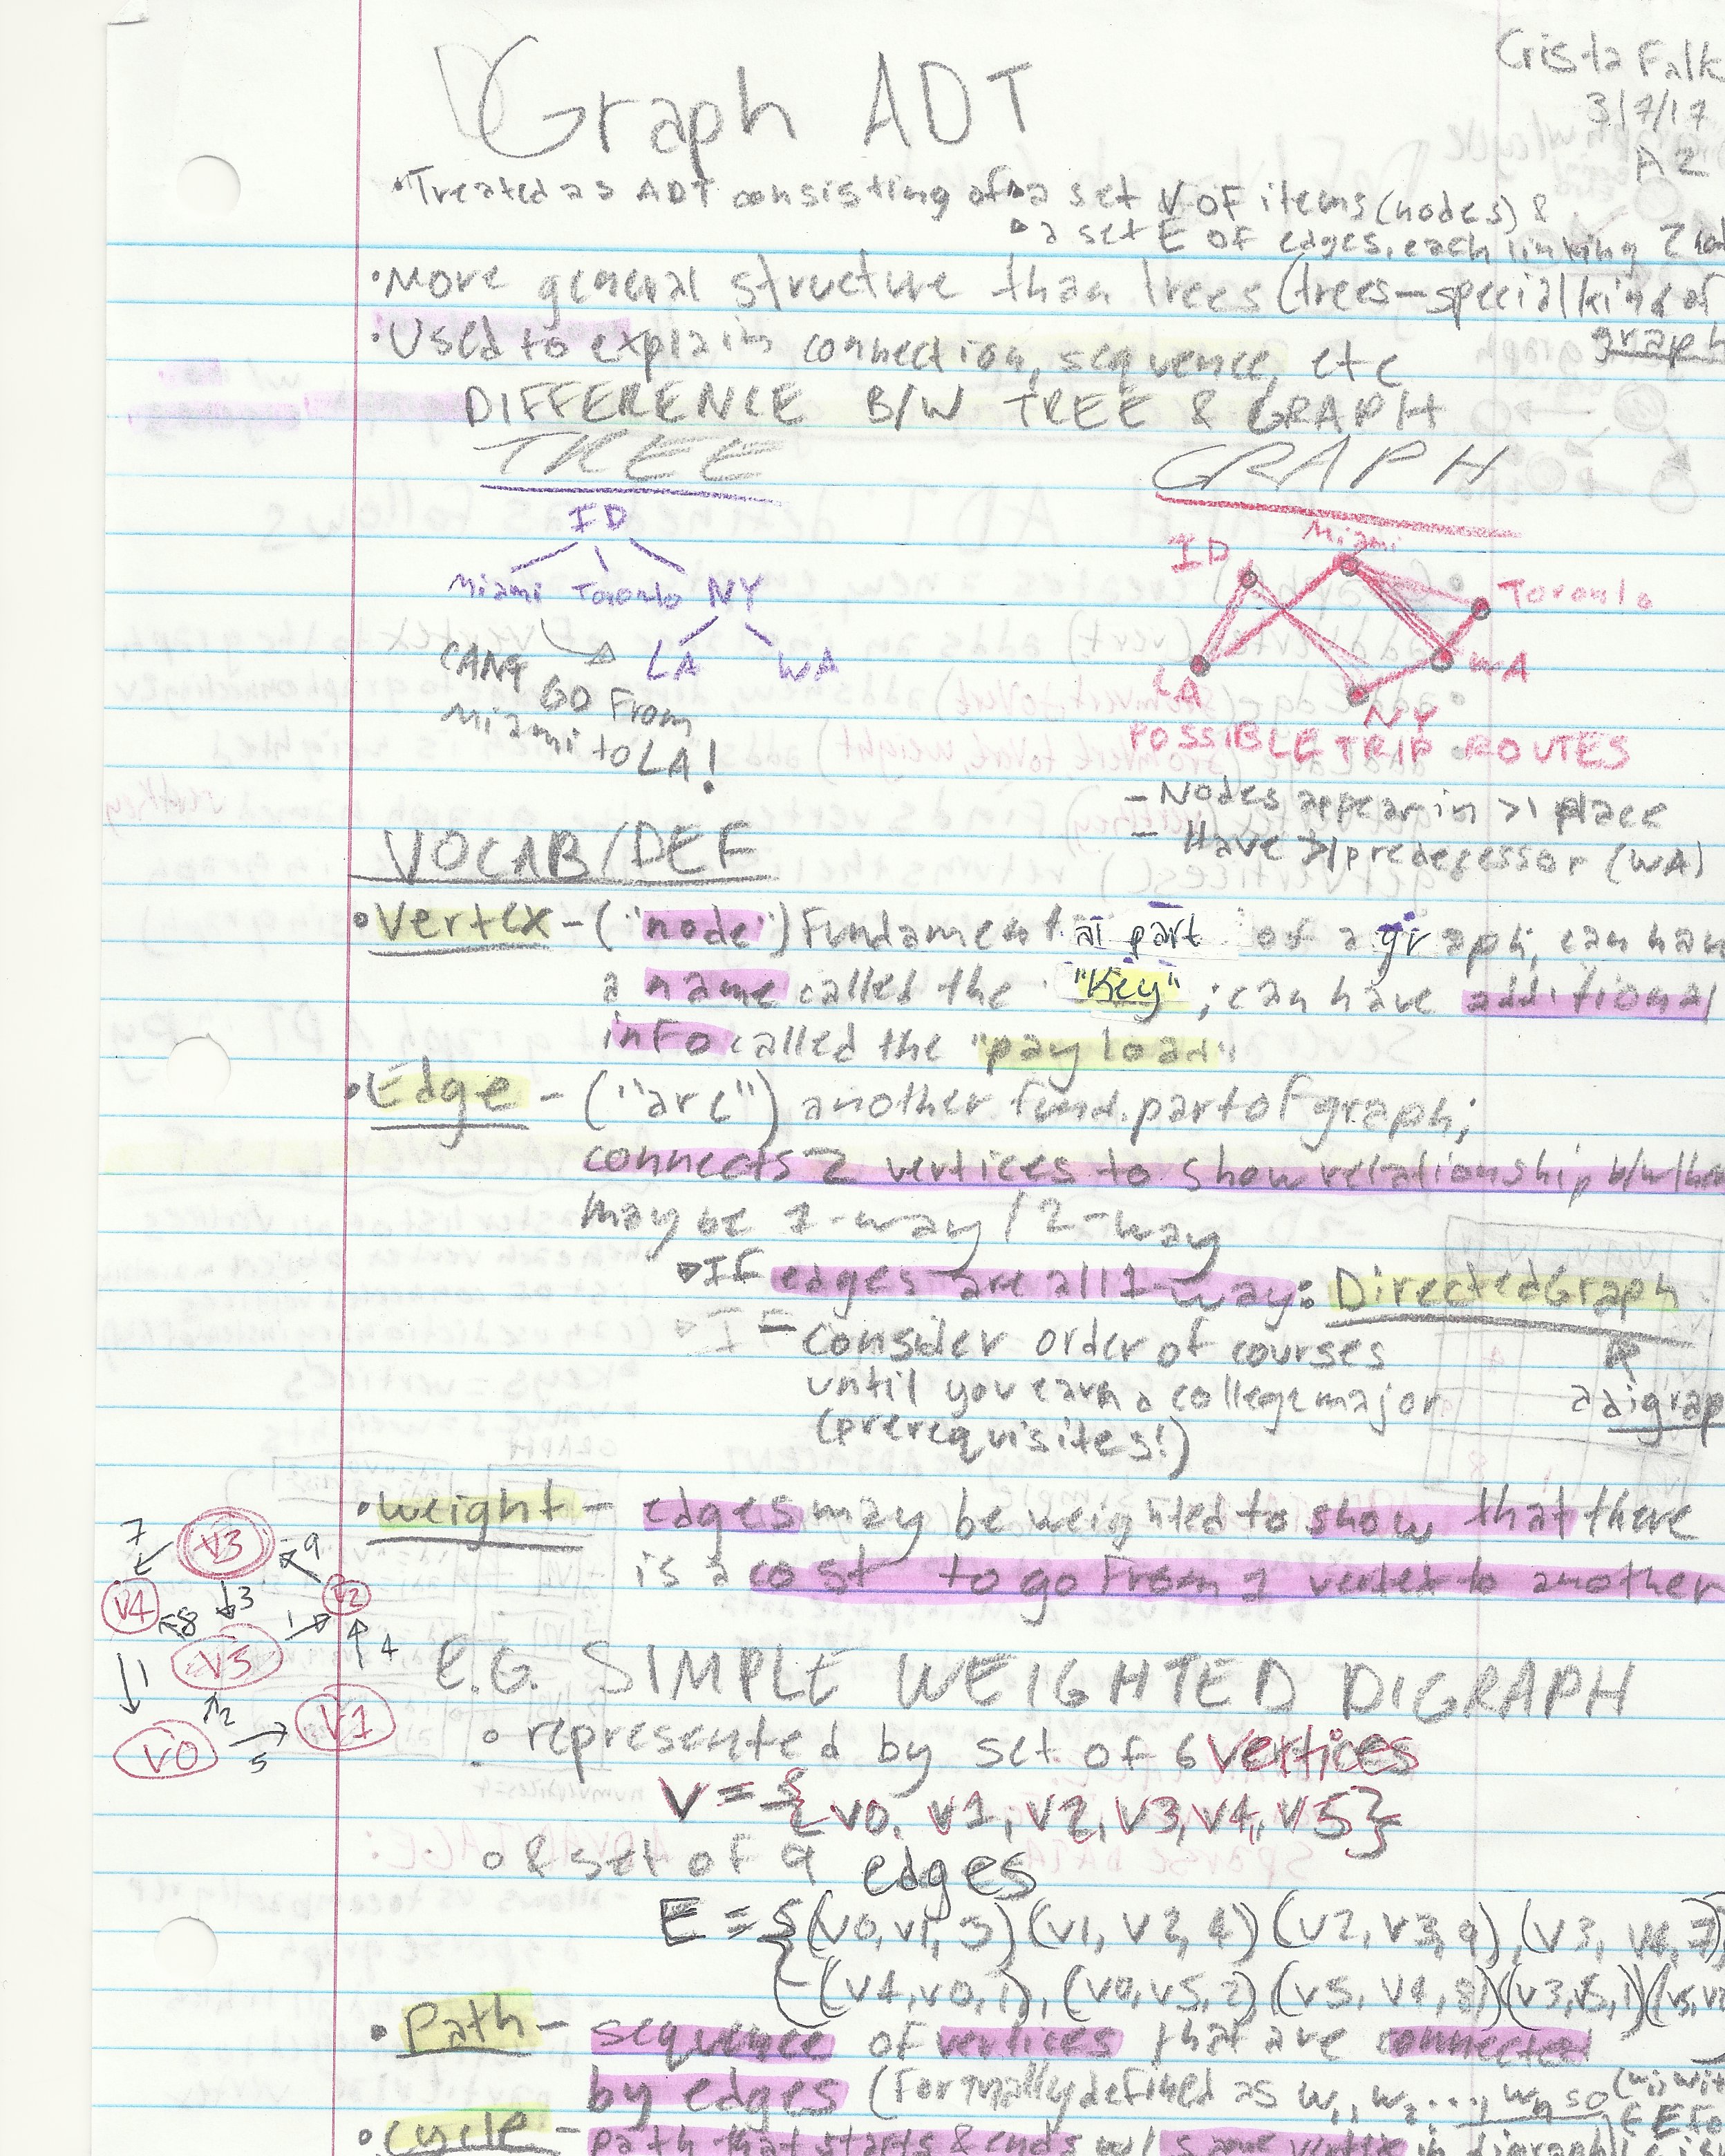 Graph ADT
Crista Falk
3/7/17
A2
•Treated as ADT consisting of ▹a set V OF items (nodes) &
▹a set E OF edges, each linking 2
•More general structure than trees (trees—special kind of
graph
•Used to explain connection, sequence, etc
DIFFERENCE B/W TREE & GRAPH
TREE
GRAPH
ID
Miami Toronto NY
LA WA
CAN'T
GO From
Miami to LA!
ID
Miami
Toronto
WA
LA
NY
POSSIBLE TRIP ROUTES
- Nodes appear in >1 place
- Have >1 predecessor (WA)
VOCAB/DEF
•Vertex - ("node") Fundamental part of a graph; can hav
a name called the "Key"; can have additional
info called the "payload"
•Edge - ("arc") another fund. part of graph;
connects 2 vertices to show relationship b/w
may be 1-way / 2-way
▹IF edges are all 1-way: Directed Graph
▹IF
- consider order of courses
until you earn a college major
(prerequisites!)
a digrap
•Weight - edges may be weighted to show that there
is a cost to go From 1 vertex to another
7
V3
9
V4
8
3
V2
1
V5
4
1
2
V1
V0
5
e.G. SIMPLE WEIGHTED DIGRAPH
◦ represented by set of 6 vertices
V = {v0, v1, v2, v3, v4, v5}
◦ & set of 9 edges
E = {(v0, v1, 5) (v1, v2, 4) (v2, v3, 9), (v3, v4, 7),
(v4, v0, 1), (v0, v5, 2) (v5, v4, 8) (v3, v5, 1) (v5, v2
•Path - sequence of vertices that are connected
by edges (Formally defined as w1, w2 ..., wn so
•Cycle - path that starts & ends w/ same vertex in digraph